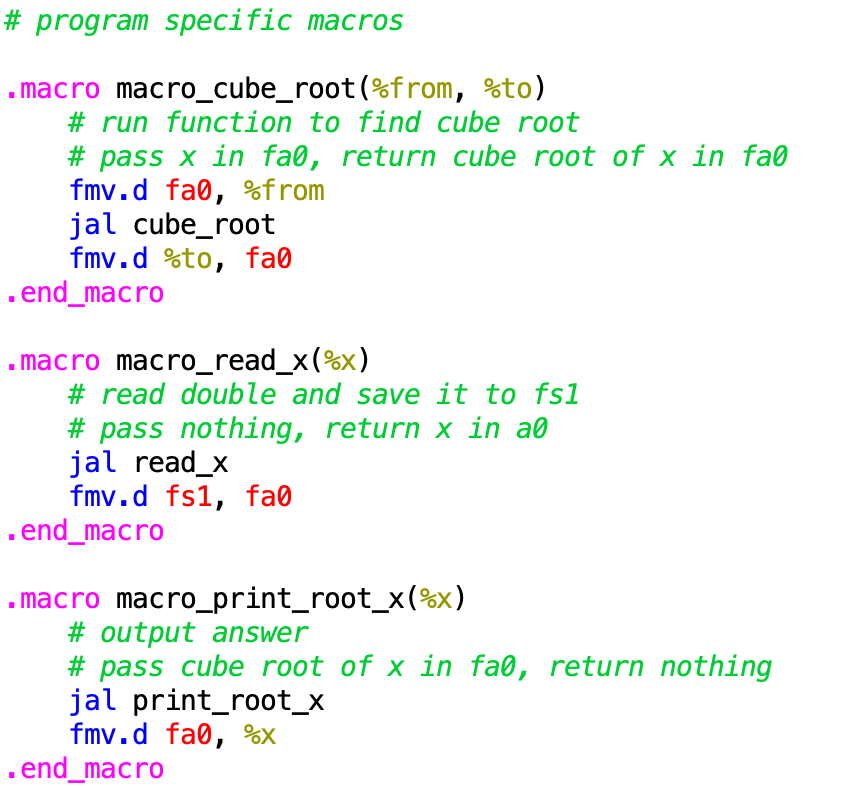 # program specific macros
.macro macro_cube_root(%from, %to)
# run function to find cube root
# pass x in fa0, return cube root of x in fa0
fmv.d fa0, %from
jal cube_root
fmv.d %to, fa0
.end_macro
.macro macro_read_x(%x)
# read double and save it to fs1
# pass nothing, return x in a0
jal read_x
fmv.d fs1, fa0
.end_macro
.macro macro_print_root_x(%x)
# output answer
# pass cube root of x in fa0, return nothing
jal print_root_x
fmv.d fa0, %x
.end_macro